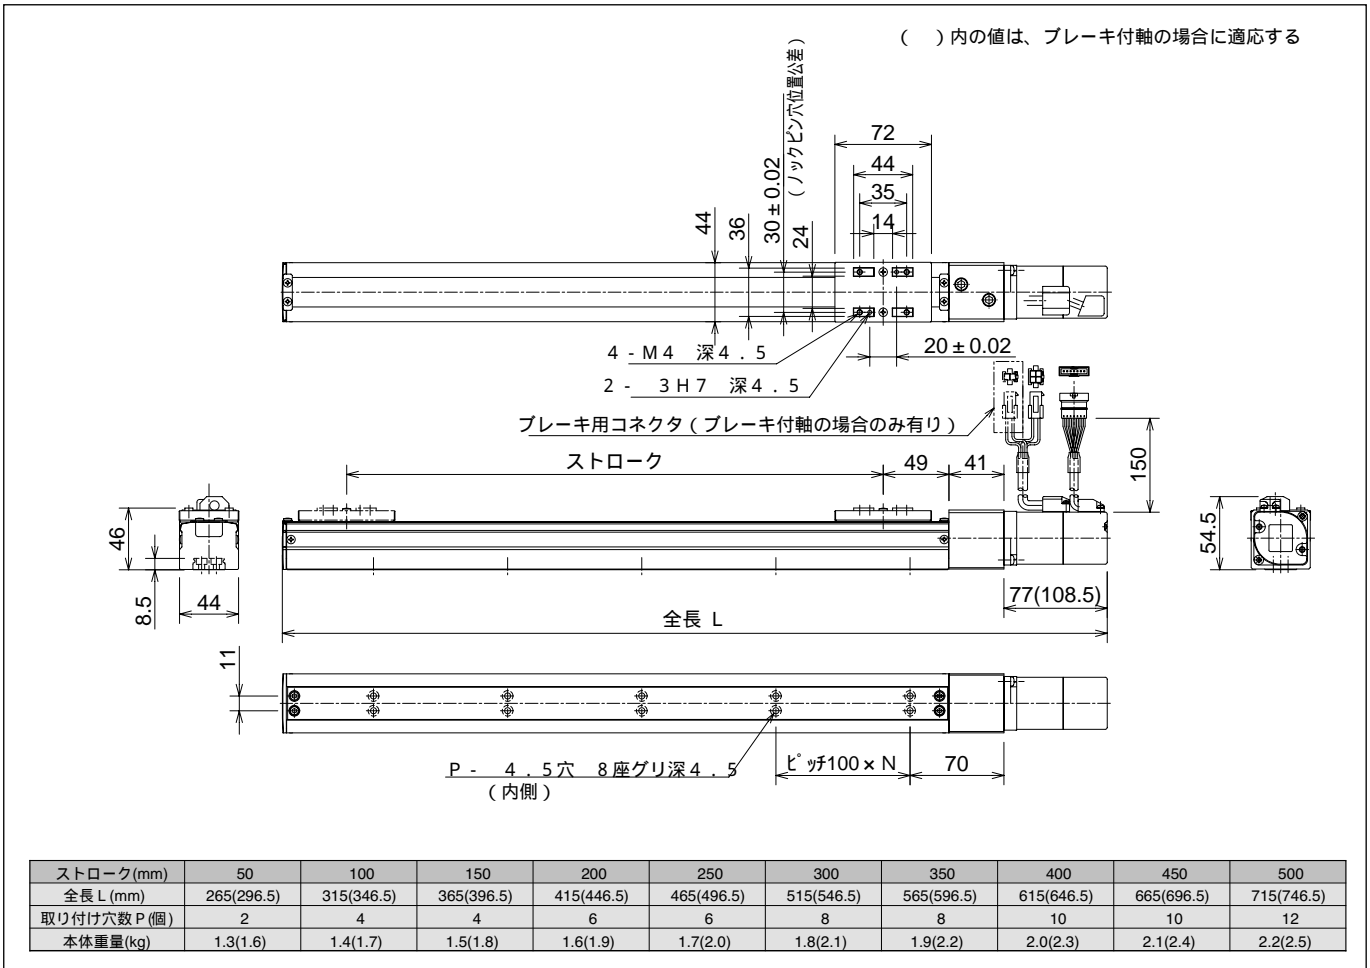 (　)内の値は、ブレーキ付軸の場合に適応する
72
44
35
14
44
36
30±0.02
(ノックピン穴位置公差)
24
4-M4 深4.5
20±0.02
2- 3H7 深4.5
ブレーキ用コネクタ(ブレーキ付軸の場合のみ有り)
150
ストローク
49
41
46
8.5
44
54.5
77(108.5)
全長 L
11
P- 4.5穴 8座グリ深4.5
(内側)
ピッチ100×N
70
ストローク(mm) 50 100 150 200 250 300 350 400 450 500
全長 L (mm) 265(296.5) 315(346.5) 365(396.5) 415(446.5) 465(496.5) 515(546.5) 565(596.5) 615(646.5) 665(696.5) 715(746.5)
取り付け穴数 P(個) 2 4 4 6 6 8 8 10 10 12
本体重量(kg) 1.3(1.6) 1.4(1.7) 1.5(1.8) 1.6(1.9) 1.7(2.0) 1.8(2.1) 1.9(2.2) 2.0(2.3) 2.1(2.4) 2.2(2.5)